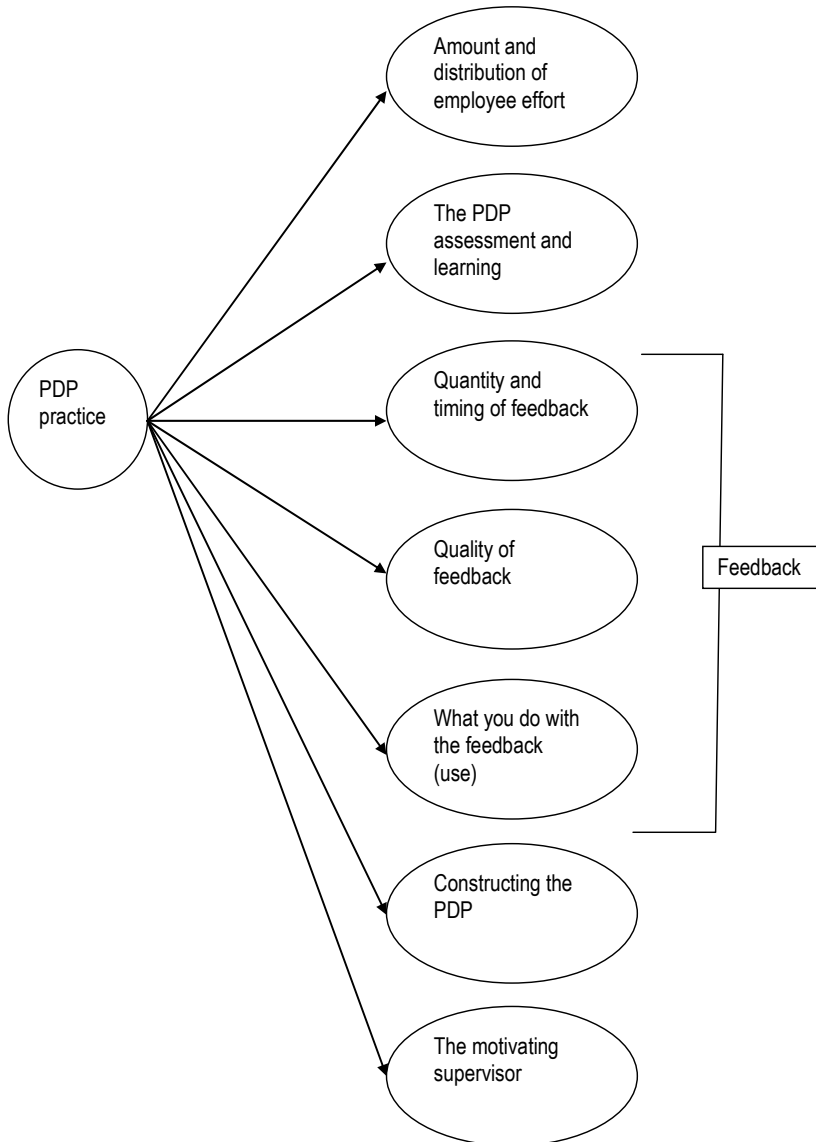 Amount and
distribution of
employee effort
The PDP
assessment and
learning
PDP
practice
Quantity and
timing of feedback
Quality of
feedback
Feedback
What you do with
the feedback
(use)
Constructing the
PDP
The motivating
supervisor